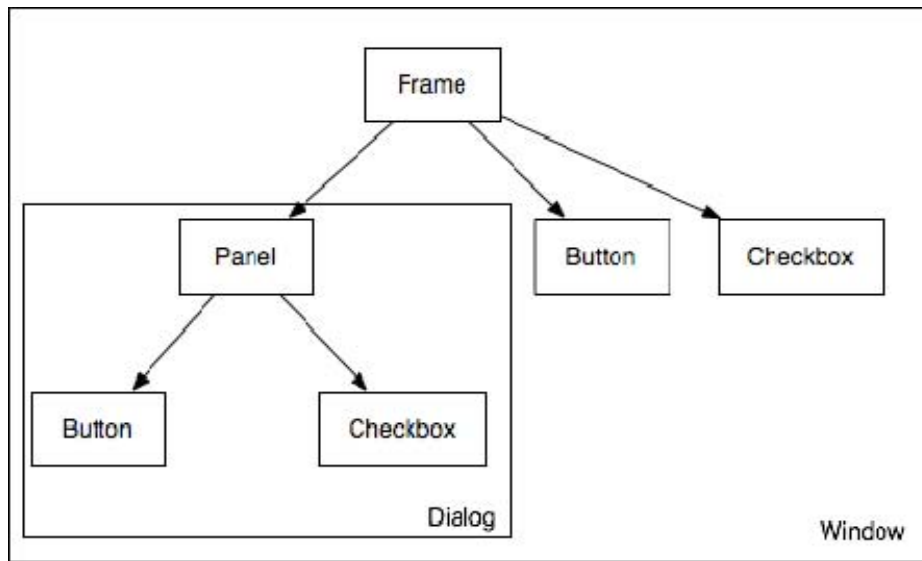 Frame
Panel
Button
Checkbox
Button
Checkbox
Dialog
Window